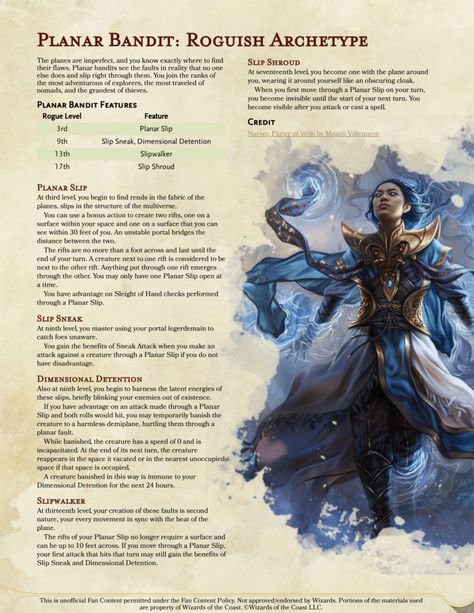 Planar Bandit: Roguish Archetype
The planes are imperfect, and you know exactly where to find
their flaws. Planar bandits see the faults in reality that no one
else does and slip right through them. You join the ranks of
the most adventurous of explorers, the most traveled of
nomads, and the grandest of thieves.
Planar Bandit Features
Rogue Level Feature
3rd Planar Slip
9th Slip Sneak, Dimensional Detention
13th Slipwalker
17th Slip Shroud
Planar Slip
At third level, you begin to find rends in the fabric of the
planes, slips in the structure of the multiverse.
You can use a bonus action to create two rifts, one on a
surface within your space and one on a surface that you can
see within 30 feet of you. An unstable portal bridges the
distance between the two.
The rifts are no more than a foot across and last until the
end of your turn. A creature next to one rift is considered to be
next to the other rift. Anything put through one rift emerges
through the other. You may only have one Planar Slip open at
a time.
You have advantage on Sleight of Hand checks performed
through a Planar Slip.
Slip Sneak
At ninth level, you master using your portal legerdemain to
catch foes unaware.
You gain the benefits of Sneak Attack when you make an
attack against a creature through a Planar Slip if you do not
have disadvantage.
Dimensional Detention
Also at ninth level, you begin to harness the latent energies of
these slips, briefly blinking your enemies out of existence.
If you have advantage on an attack made through a Planar
Slip and both rolls would hit, you may temporarily banish the
creature to a harmless demiplane, hurtling them through a
planar fault.
While banished, the creature has a speed of 0 and is
incapacitated. At the end of its next turn, the creature
reappears in the space it vacated or in the nearest unoccupied
space if that space is occupied.
A creature banished in this way is immune to your
Dimensional Detention for the next 24 hours.
Slipwalker
At thirteenth level, your creation of these faults is second
nature, your every movement in sync with the beat of the
plane.
The rifts of your Planar Slip no longer require a surface and
can be up to 10 feet across. If you move through a Planar Slip,
your first attack that hits that turn may still gain the benefits of
Slip Sneak and Dimensional Detention.
Slip Shroud
At seventeenth level, you become one with the plane around
you, wearing it around yourself like an obscuring cloak.
When you first move through a Planar Slip on your turn,
you become invisible until the start of your next turn. You
become visible after you attack or cast a spell.
Credit
Narset, Parter of Veils by Magali Villeneuve
This is unofficial Fan Content permitted under the Fan Content Policy. Not approved/endorsed by Wizards. Portions of the materials used
are property of Wizards of the Coast. ©Wizards of the Coast LLC.